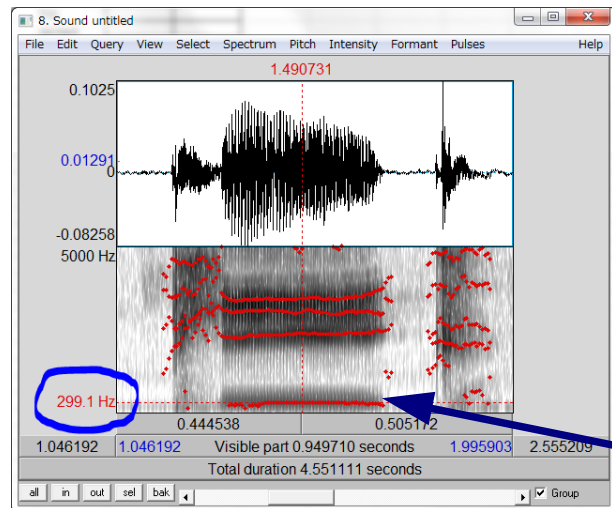 8. Sound untitled
File Edit Query View Select Spectrum Pitch Intensity Formant Pulses Help
1.490731
0.1025
0.01291
0
-0.08258
5000 Hz
299.1 Hz
0.444538 0.505172
1.046192 1.046192 Visible part 0.949710 seconds 1.995903 2.555209
Total duration 4.551111 seconds
all in out sel bak Group